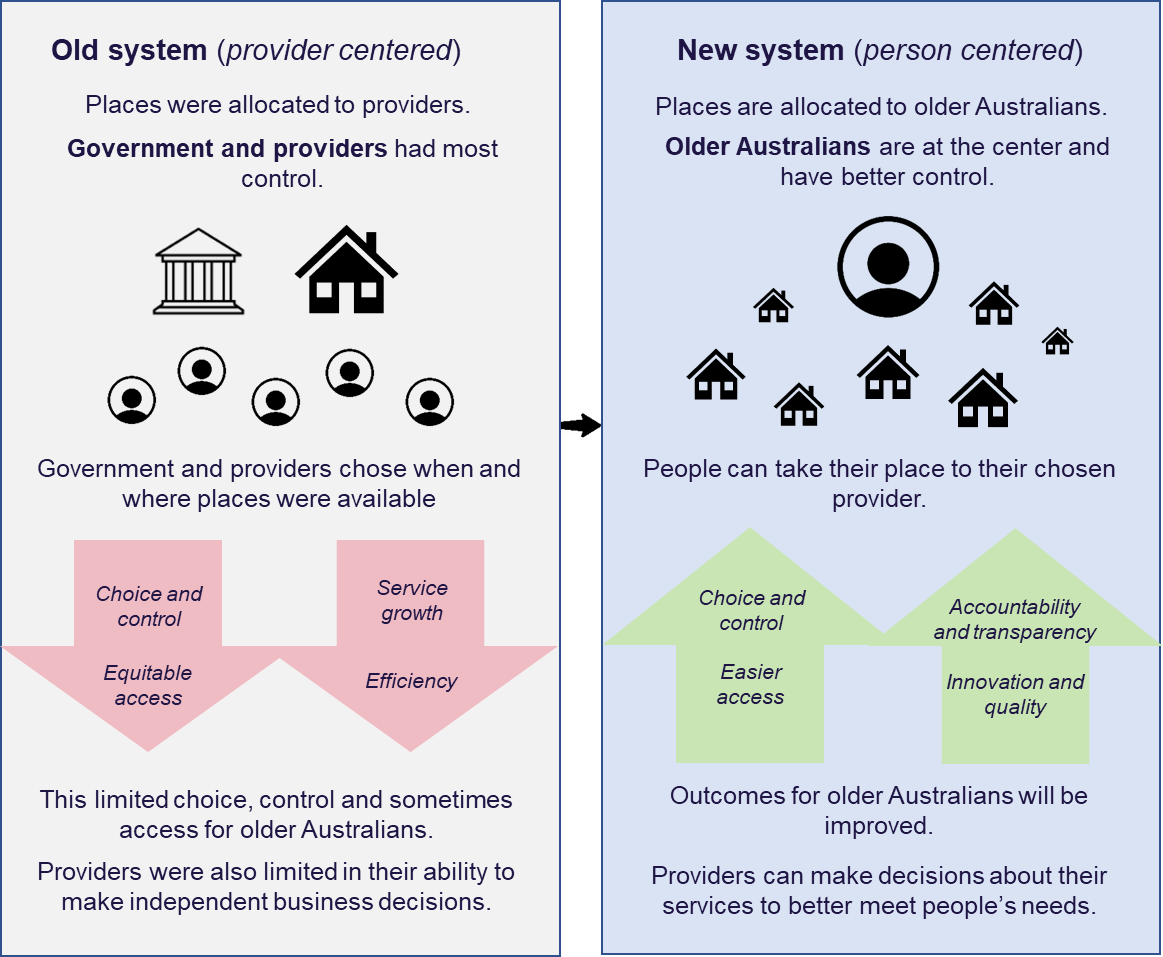 Old system (provider centered)
Places were allocated to providers.
Government and providers had most
control.
Government and providers chose when and
where places were available
Choice and
control
Equitable
access
Service
growth
Efficiency
This limited choice, control and sometimes
access for older Australians.
Providers were also limited in their ability to
make independent business decisions.
New system (person centered)
Places are allocated to older Australians.
Older Australians are at the center and
have better control.
People can take their place to their chosen
provider.
Choice and
control
Easier
access
Accountability
and transparency
Innovation and
quality
Outcomes for older Australians will be
improved.
Providers can make decisions about their
services to better meet people’s needs.